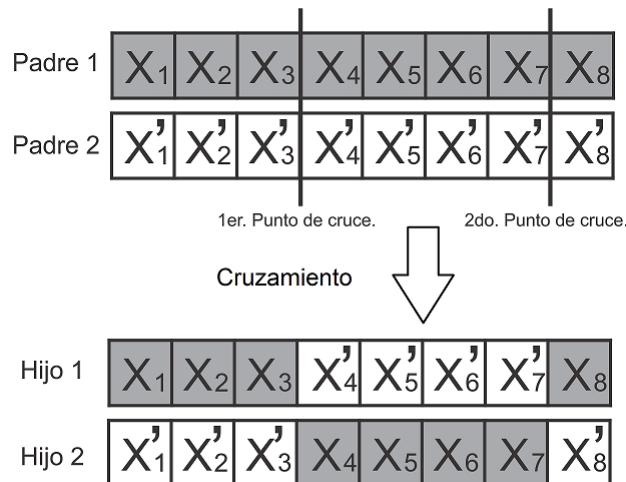 Padre 1 X1 X2 X3 X4 X5 X6 X7 X8
Padre 2 X'1 X'2 X'3 X'4 X'5 X'6 X'7 X'8
1er. Punto de cruce. 2do. Punto de cruce.
Cruzamiento
Hijo 1 X1 X2 X3 X'4 X'5 X'6 X'7 X8
Hijo 2 X'1 X'2 X'3 X4 X5 X6 X7 X'8